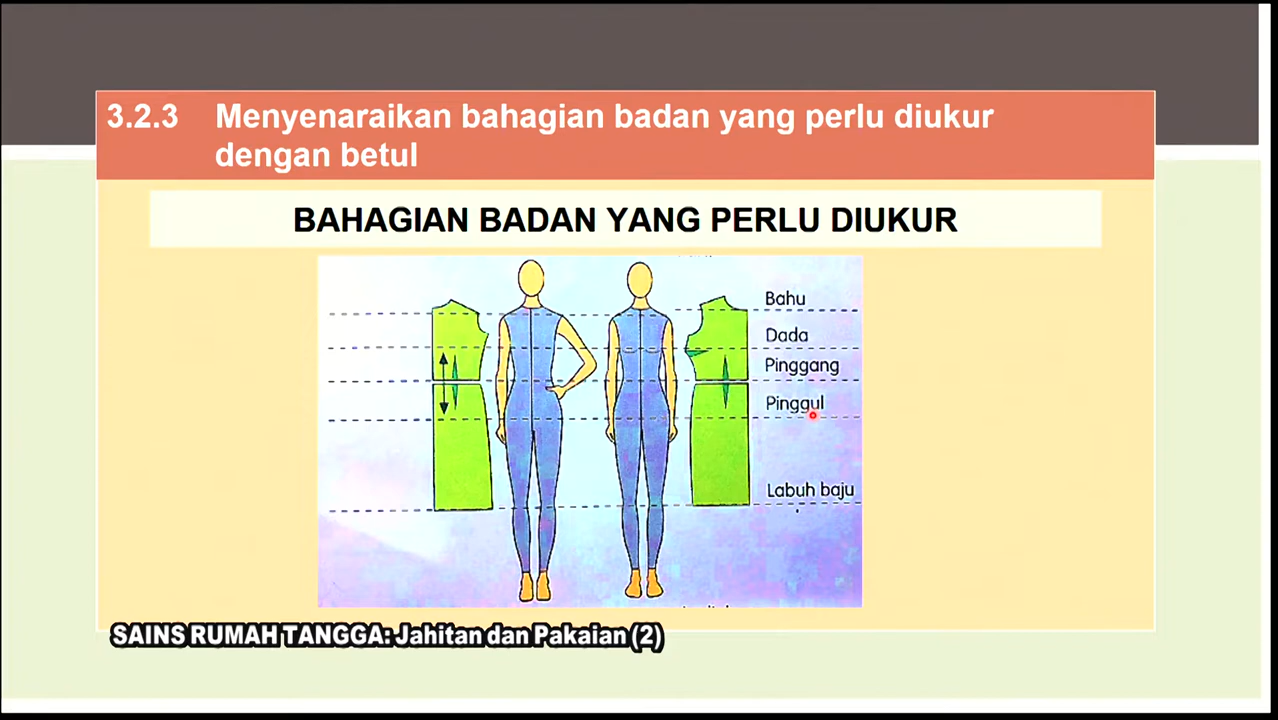 3.2.3 Menyenaraikan bahagian badan yang perlu diukur
dengan betul
BAHAGIAN BADAN YANG PERLU DIUKUR
Bahu
Dada
Pinggang
Pinggul
Labuh baju
SAINS RUMAH TANGGA: Jahitan dan Pakaian (2)